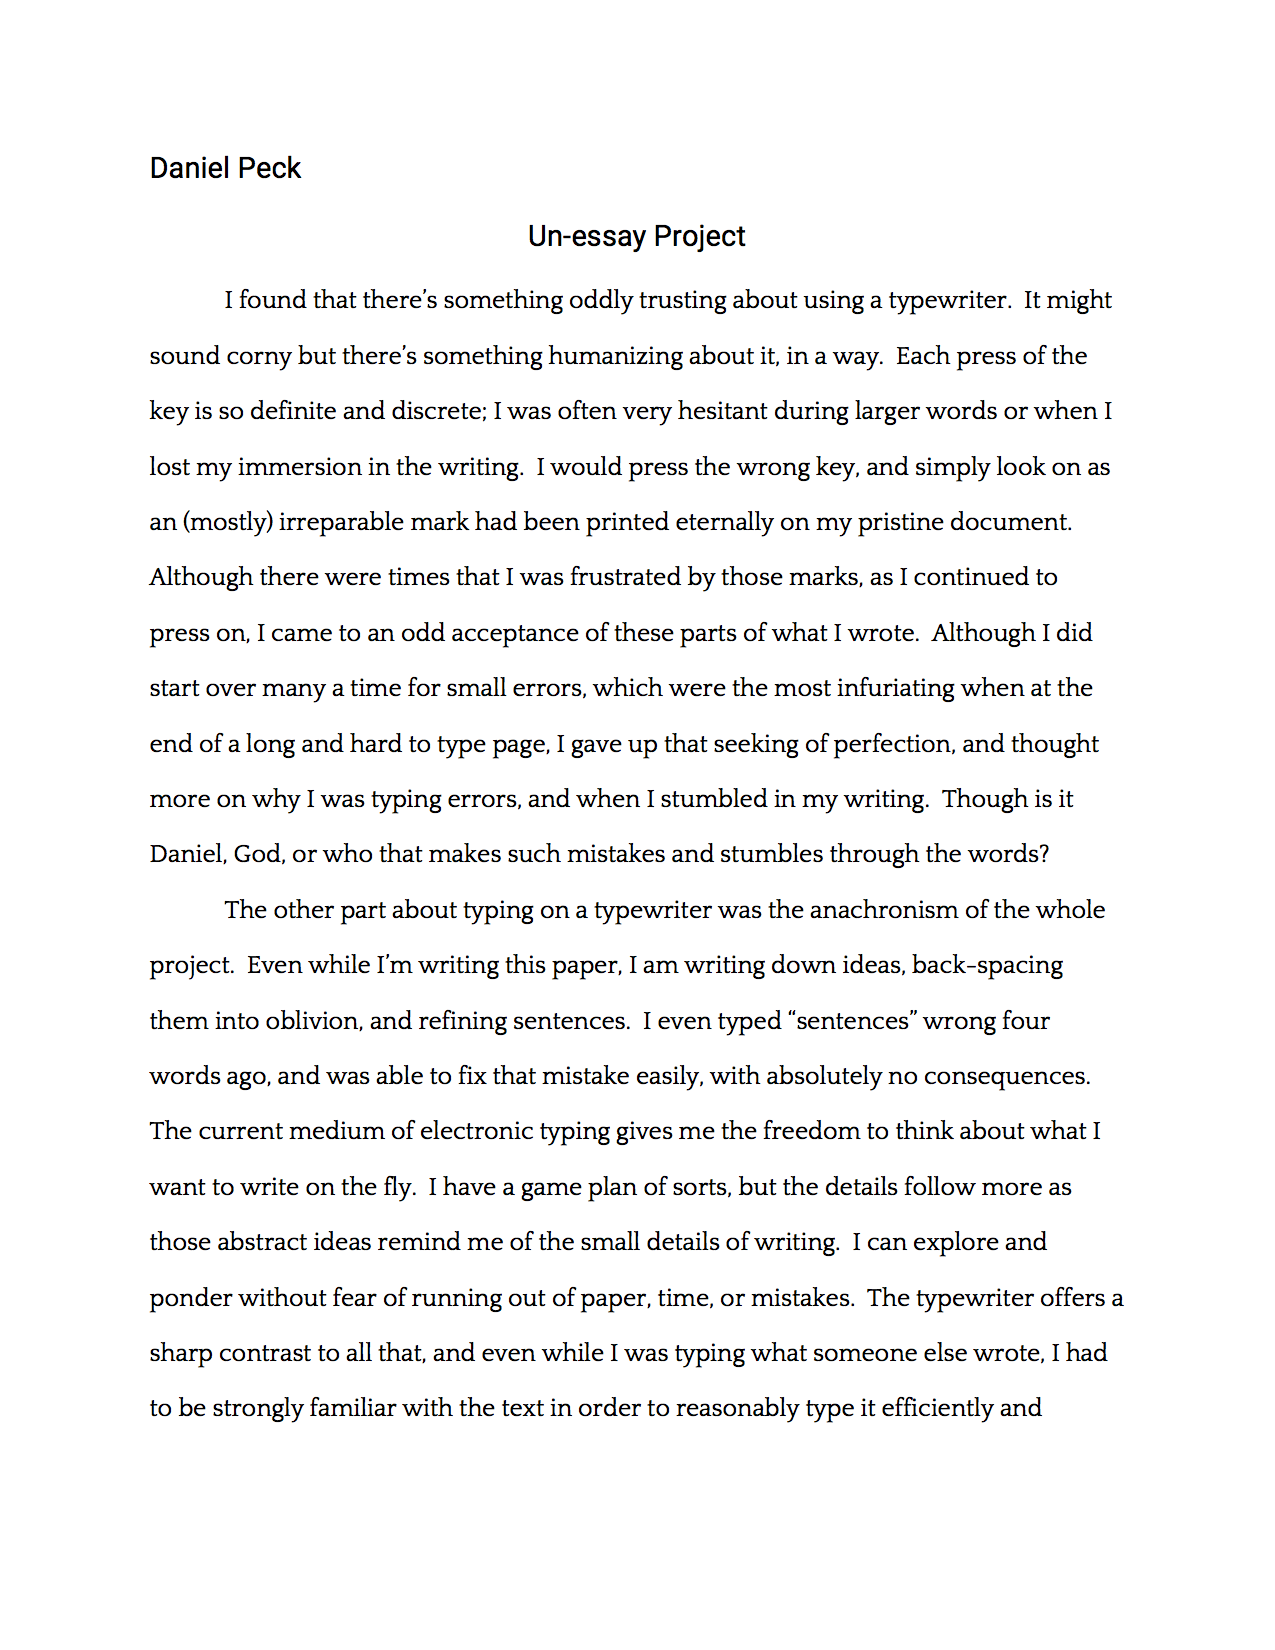 Daniel Peck
Un-essay Project
I found that there’s something oddly trusting about using a typewriter.  It might
sound corny but there’s something humanizing about it, in a way.  Each press of the
key is so definite and discrete; I was often very hesitant during larger words or when I
lost my immersion in the writing.  I would press the wrong key, and simply look on as
an (mostly) irreparable mark had been printed eternally on my pristine document.
Although there were times that I was frustrated by those marks, as I continued to
press on, I came to an odd acceptance of these parts of what I wrote.  Although I did
start over many a time for small errors, which were the most infuriating when at the
end of a long and hard to type page, I gave up that seeking of perfection, and thought
more on why I was typing errors, and when I stumbled in my writing.  Though is it
Daniel, God, or who that makes such mistakes and stumbles through the words?
The other part about typing on a typewriter was the anachronism of the whole
project.  Even while I’m writing this paper, I am writing down ideas, back-spacing
them into oblivion, and refining sentences.  I even typed “sentences” wrong four
words ago, and was able to fix that mistake easily, with absolutely no consequences.
The current medium of electronic typing gives me the freedom to think about what I
want to write on the fly.  I have a game plan of sorts, but the details follow more as
those abstract ideas remind me of the small details of writing.  I can explore and
ponder without fear of running out of paper, time, or mistakes.  The typewriter offers a
sharp contrast to all that, and even while I was typing what someone else wrote, I had
to be strongly familiar with the text in order to reasonably type it efficiently and